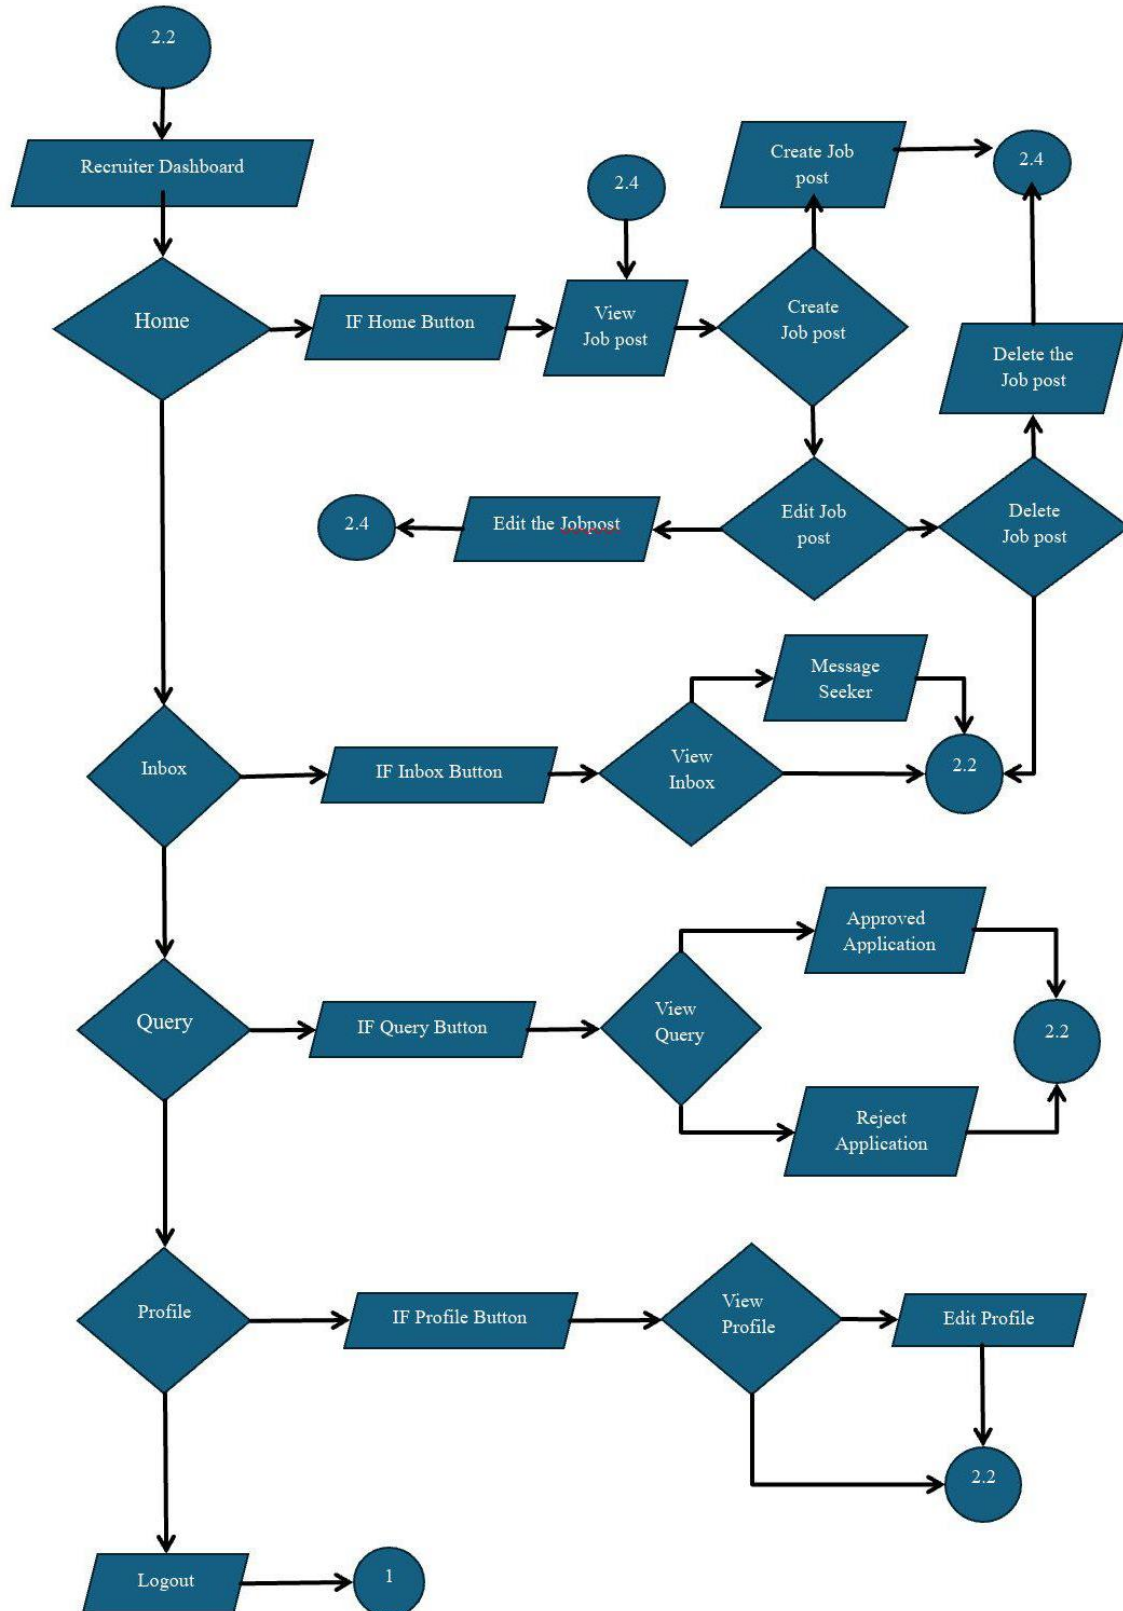 2.2
Recruiter Dashboard
Create Job
post
2.4
2.4
Home
IF Home Button
View
Job post
Create
Job post
Delete the
Job post
2.4
Edit the Jobpost
Edit Job
post
Delete
Job post
Message
Seeker
Inbox
IF Inbox Button
View
Inbox
2.2
Approved
Application
Query
IF Query Button
View
Query
2.2
Reject
Application
Profile
IF Profile Button
View
Profile
Edit Profile
2.2
Logout
1